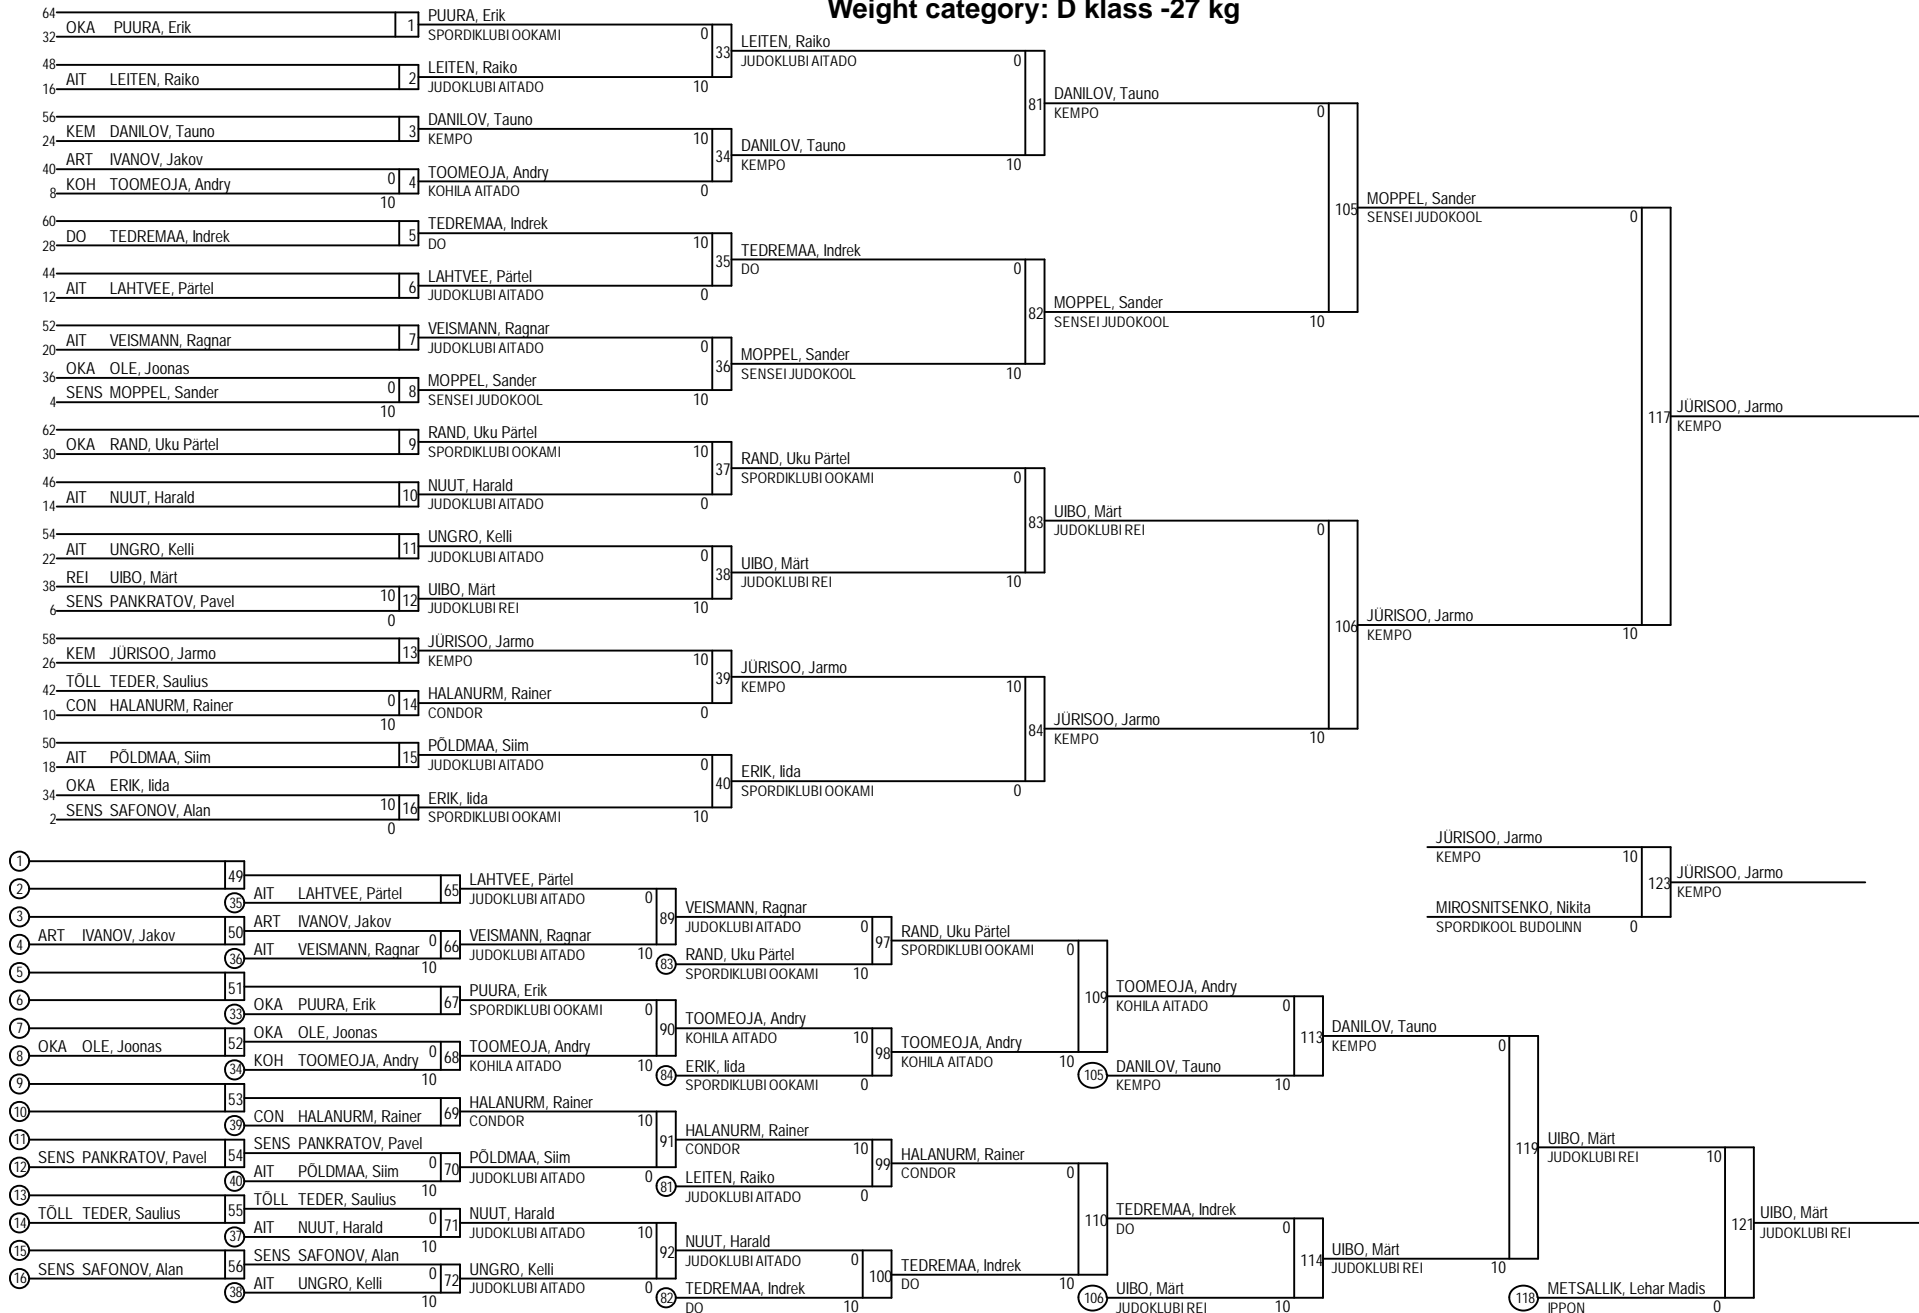 Weight category: D klass -27 kg
64
32
OKA PUURA, Erik
1
48
16
AIT LEITEN, Raiko
2
56
24
KEM DANILOV, Tauno
3
ART IVANOV, Jakov
40
KOH TOOMEOJA, Andry
8
0
4
10
60
28
DO TEDREMAA, Indrek
5
44
12
AIT LAHTVEE, Pärtel
6
52
20
AIT VEISMANN, Ragnar
7
OKA OLE, Joonas
36
SENS MOPPEL, Sander
4
0
8
10
62
30
OKA RAND, Uku Pärtel
9
46
14
AIT NUUT, Harald
10
54
22
AIT UNGRO, Kelli
11
REI UIBO, Märt
38
SENS PANKRATOV, Pavel
6
10
12
0
58
26
KEM JÜRISOO, Jarmo
13
TÕLL TEDER, Saulius
42
CON HALANURM, Rainer
10
0
14
10
50
18
AIT PÕLDMAA, Siim
15
OKA ERIK, Iida
34
SENS SAFONOV, Alan
2
10
16
0
PUURA, Erik
SPORDIKLUBI OOKAMI
0
33
LEITEN, Raiko
JUDOKLUBI AITADO
10
DANILOV, Tauno
KEMPO
10
34
TOOMEOJA, Andry
KOHILA AITADO
0
TEDREMAA, Indrek
DO
10
35
LAHTVEE, Pärtel
JUDOKLUBI AITADO
0
VEISMANN, Ragnar
JUDOKLUBI AITADO
0
36
MOPPEL, Sander
SENSEI JUDOKOOL
10
RAND, Uku Pärtel
SPORDIKLUBI OOKAMI
10
37
NUUT, Harald
JUDOKLUBI AITADO
0
UNGRO, Kelli
JUDOKLUBI AITADO
0
38
UIBO, Märt
JUDOKLUBI REI
10
JÜRISOO, Jarmo
KEMPO
10
39
HALANURM, Rainer
CONDOR
0
PÕLDMAA, Siim
JUDOKLUBI AITADO
0
40
ERIK, Iida
SPORDIKLUBI OOKAMI
10
LEITEN, Raiko
JUDOKLUBI AITADO
0
81
DANILOV, Tauno
KEMPO
10
TEDREMAA, Indrek
DO
0
82
MOPPEL, Sander
SENSEI JUDOKOOL
10
RAND, Uku Pärtel
SPORDIKLUBI OOKAMI
0
83
UIBO, Märt
JUDOKLUBI REI
10
JÜRISOO, Jarmo
KEMPO
10
84
ERIK, Iida
SPORDIKLUBI OOKAMI
0
DANILOV, Tauno
KEMPO
0
105
MOPPEL, Sander
SENSEI JUDOKOOL
10
UIBO, Märt
JUDOKLUBI REI
0
106
JÜRISOO, Jarmo
KEMPO
10
MOPPEL, Sander
SENSEI JUDOKOOL
0
117
JÜRISOO, Jarmo
KEMPO
10
JÜRISOO, Jarmo
KEMPO
JÜRISOO, Jarmo
KEMPO
10
123
MIROSNITSENKO, Nikita
SPORDIKOOL BUDOLINN
0
JÜRISOO, Jarmo
KEMPO
1
2
49
3
4 ART IVANOV, Jakov
50
5
6
51
7
8 OKA OLE, Joonas
52
9
10
53
11
12 SENS PANKRATOV, Pavel
54
13
14 TÕLL TEDER, Saulius
55
15
16 SENS SAFONOV, Alan
56
35 AIT LAHTVEE, Pärtel
65
ART IVANOV, Jakov
0
66
36 AIT VEISMANN, Ragnar
10
33 OKA PUURA, Erik
67
OKA OLE, Joonas
0
68
34 KOH TOOMEOJA, Andry
10
39 CON HALANURM, Rainer
69
SENS PANKRATOV, Pavel
0
70
40 AIT PÕLDMAA, Siim
10
TÕLL TEDER, Saulius
0
71
37 AIT NUUT, Harald
10
SENS SAFONOV, Alan
0
72
38 AIT UNGRO, Kelli
10
LAHTVEE, Pärtel
JUDOKLUBI AITADO
0
89
VEISMANN, Ragnar
JUDOKLUBI AITADO
10
PUURA, Erik
SPORDIKLUBI OOKAMI
0
90
TOOMEOJA, Andry
KOHILA AITADO
10
HALANURM, Rainer
CONDOR
10
91
PÕLDMAA, Siim
JUDOKLUBI AITADO
0
NUUT, Harald
JUDOKLUBI AITADO
10
92
UNGRO, Kelli
JUDOKLUBI AITADO
0
VEISMANN, Ragnar
JUDOKLUBI AITADO
0
97
83 RAND, Uku Pärtel
SPORDIKLUBI OOKAMI
10
TOOMEOJA, Andry
KOHILA AITADO
10
98
84 ERIK, Iida
SPORDIKLUBI OOKAMI
0
HALANURM, Rainer
CONDOR
10
99
81 LEITEN, Raiko
JUDOKLUBI AITADO
0
NUUT, Harald
JUDOKLUBI AITADO
0
100
82 TEDREMAA, Indrek
DO
10
RAND, Uku Pärtel
SPORDIKLUBI OOKAMI
0
109
TOOMEOJA, Andry
KOHILA AITADO
10
HALANURM, Rainer
CONDOR
0
110
TEDREMAA, Indrek
DO
10
TOOMEOJA, Andry
KOHILA AITADO
0
113
105 DANILOV, Tauno
KEMPO
10
TEDREMAA, Indrek
DO
0
114
106 UIBO, Märt
JUDOKLUBI REI
10
DANILOV, Tauno
KEMPO
0
119
UIBO, Märt
JUDOKLUBI REI
10
UIBO, Märt
JUDOKLUBI REI
10
121
118 METSALLIK, Lehar Madis
IPPON
0
UIBO, Märt
JUDOKLUBI REI